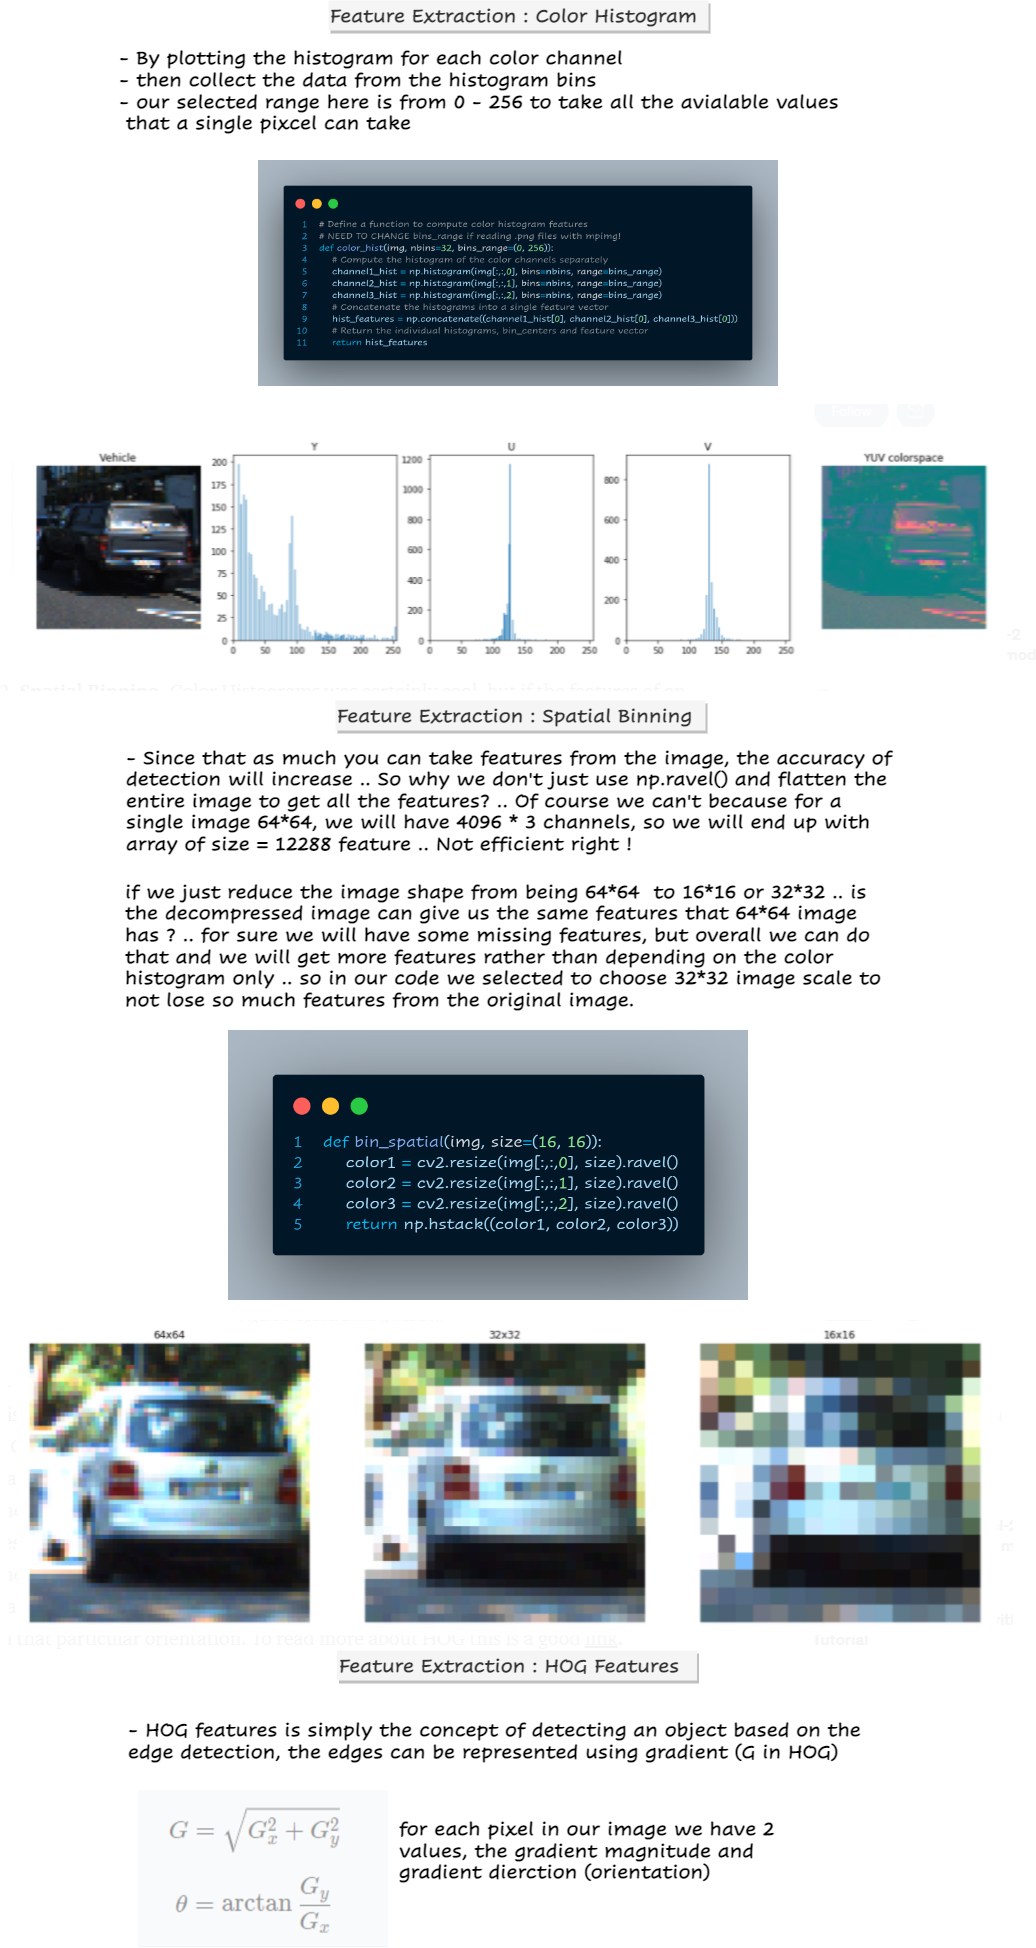 Feature Extraction : Color Histogram
- By plotting the histogram for each color channel
- then collect the data from the histogram bins
- our selected range here is from 0 - 256 to take all the avialable values
that a single pixcel can take
1 # Define a function to compute color histogram features
2 # NEED TO CHANGE bins_range if reading .png files with mpimg!
3 def color_hist(img, nbins=32, bins_range=(0, 256)):
4 # Compute the histogram of the color channels separately
5 channel1_hist = np.histogram(img[:,:,0], bins=nbins, range=bins_range)
6 channel2_hist = np.histogram(img[:,:,1], bins=nbins, range=bins_range)
7 channel3_hist = np.histogram(img[:,:,2], bins=nbins, range=bins_range)
8 # Concatenate the histograms into a single feature vector
9 hist_features = np.concatenate((channel1_hist[0], channel2_hist[0], channel3_hist[0]))
10 # Return the individual histograms, bin_centers and feature vector
11 return hist_features
Follow
Vehicle
Y
200
175
150
125
100
75
50
25
0
0 50 100 150 200 250
U
1200
1000
800
600
400
200
0
0 50 100 150 200 250
V
800
600
400
200
0
0 50 100 150 200 250
YUV colorspace
Feature Extraction : Spatial Binning
- Since that as much you can take features from the image, the accuracy of
detection will increase .. So why we don't just use np.ravel() and flatten the
entire image to get all the features? .. Of course we can't because for a
single image 64*64, we will have 4096 * 3 channels, so we will end up with
array of size = 12288 feature .. Not efficient right !
if we just reduce the image shape from being 64*64 to 16*16 or 32*32 .. is
the decompressed image can give us the same features that 64*64 image
has ? .. for sure we will have some missing features, but overall we can do
that and we will get more features rather than depending on the color
histogram only .. so in our code we selected to choose 32*32 image scale to
not lose so much features from the original image.
1 def bin_spatial(img, size=(16, 16)):
2 color1 = cv2.resize(img[:,:,0], size).ravel()
3 color2 = cv2.resize(img[:,:,1], size).ravel()
4 color3 = cv2.resize(img[:,:,2], size).ravel()
5 return np.hstack((color1, color2, color3))
64x64
32x32
16x16
that particular orientation. To read more about HOG this is a good link.
Tutorial
Feature Extraction : HOG Features
- HOG features is simply the concept of detecting an object based on the
edge detection, the edges can be represented using gradient (G in HOG)
G = √(G_x^2 + G_y^2)
θ = arctan G_y / G_x
for each pixel in our image we have 2
values, the gradient magnitude and
gradient dierction (orientation)